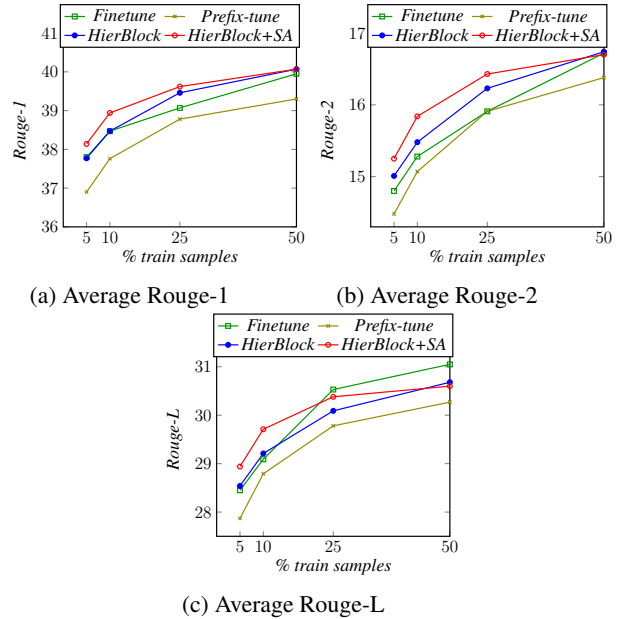 Finetune Prefix-tune
HierBlock HierBlock+SA
41
40
39
38
37
36
Rouge-1
5 10 25 50
% train samples
(a) Average Rouge-1
Finetune Prefix-tune
HierBlock HierBlock+SA
17
16
15
Rouge-2
5 10 25 50
% train samples
(b) Average Rouge-2
Finetune Prefix-tune
HierBlock HierBlock+SA
31
30
29
28
Rouge-L
5 10 25 50
% train samples
(c) Average Rouge-L